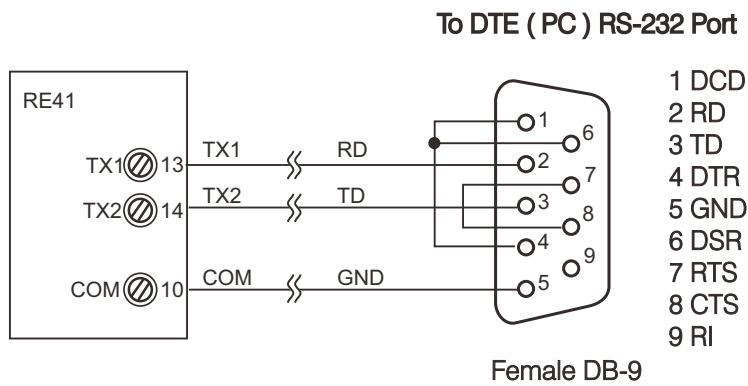 To DTE ( PC ) RS-232 Port
RE41
TX1 13 TX1 RD
TX2 14 TX2 TD
COM 10 COM GND
1
6
2
7
3
8
4
9
5
1 DCD
2 RD
3 TD
4 DTR
5 GND
6 DSR
7 RTS
8 CTS
9 RI
Female DB-9